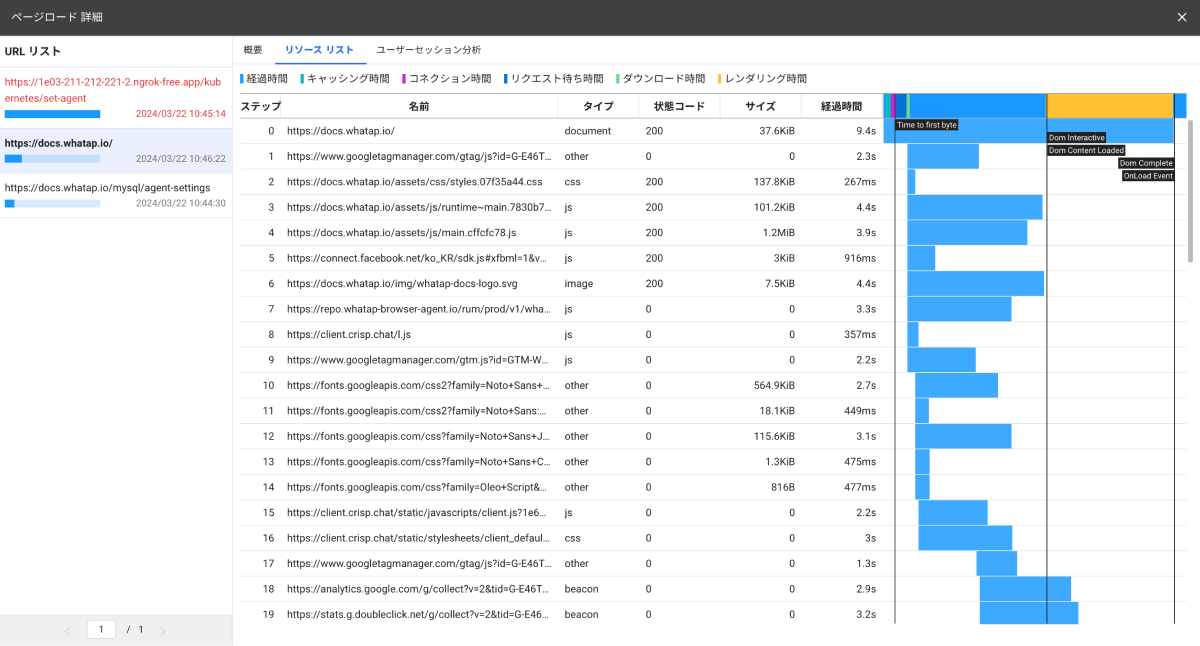 ページロード 詳細
URL リスト
https://1e03-211-212-221-2.ngrok-free.app/kub
ernetes/set-agent
2024/03/22 10:45:14
https://docs.whatap.io/
2024/03/22 10:46:22
https://docs.whatap.io/mysql/agent-settings
2024/03/22 10:44:30
1 / 1
概要 リソース リスト ユーザーセッション分析
経過時間 キャッシング時間 コネクション時間 リクエスト待ち時間 ダウンロード時間 レンダリング時間
ステップ 名前 タイプ 状態コード サイズ 経過時間
Time to first byte
Dom Interactive
Dom Content Loaded
Dom Complete
OnLoad Event
0 https://docs.whatap.io/ document 200 37.6KiB 9.4s
1 https://www.googletagmanager.com/gtag/js?id=G-E46T... other 0 0 2.3s
2 https://docs.whatap.io/assets/css/styles.07f35a44.css css 200 137.8KiB 267ms
3 https://docs.whatap.io/assets/js/runtime~main.7830b7... js 200 101.2KiB 4.4s
4 https://docs.whatap.io/assets/js/main.cffcfc78.js js 200 1.2MiB 3.9s
5 https://connect.facebook.net/ko_KR/sdk.js#xfbml=1&v... js 200 3KiB 916ms
6 https://docs.whatap.io/img/whatap-docs-logo.svg image 200 7.5KiB 4.4s
7 https://repo.whatap-browser-agent.io/rum/prod/v1/wha... js 0 0 3.3s
8 https://client.crisp.chat/l.js js 0 0 357ms
9 https://www.googletagmanager.com/gtm.js?id=GTM-W... js 0 0 2.2s
10 https://fonts.googleapis.com/css2?family=Noto+Sans+... other 0 564.9KiB 2.7s
11 https://fonts.googleapis.com/css2?family=Noto+Sans:... other 0 18.1KiB 449ms
12 https://fonts.googleapis.com/css?family=Noto+Sans+J... other 0 115.6KiB 3.1s
13 https://fonts.googleapis.com/css?family=Noto+Sans+C... other 0 1.3KiB 475ms
14 https://fonts.googleapis.com/css?family=Oleo+Script&... other 0 816B 477ms
15 https://client.crisp.chat/static/javascripts/client.js?1e6... js 0 0 2.2s
16 https://client.crisp.chat/static/stylesheets/client_defaul... css 0 0 3s
17 https://www.googletagmanager.com/gtag/js?id=G-E46T... other 0 0 1.3s
18 https://analytics.google.com/g/collect?v=2&tid=G-E46T... beacon 0 0 2.9s
19 https://stats.g.doubleclick.net/g/collect?v=2&tid=G-E46... beacon 0 0 3.2s